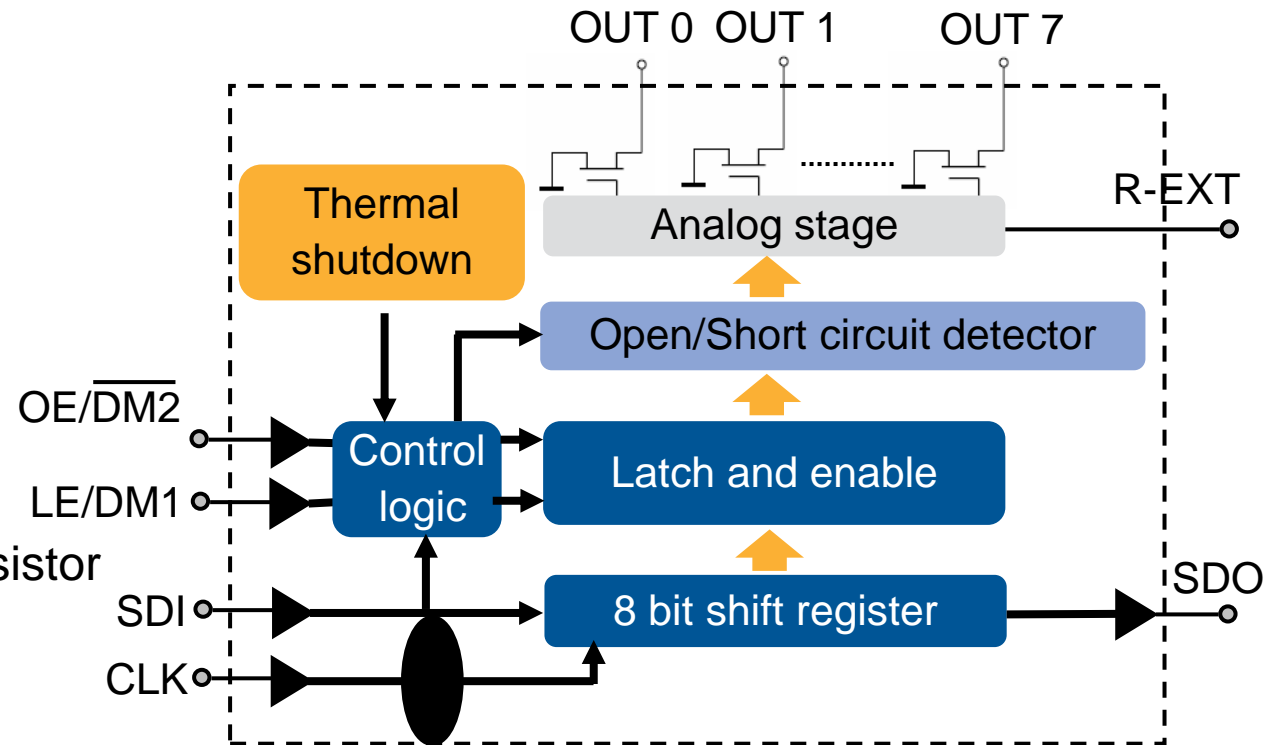 OUT 0 OUT 1 OUT 7
R-EXT
Thermal
shutdown
Analog stage
Open/Short circuit detector
OE/D̅M̅2̅
Control
logic
Latch and enable
LE/DM1
sistor
SDI
8 bit shift register
SDO
CLK